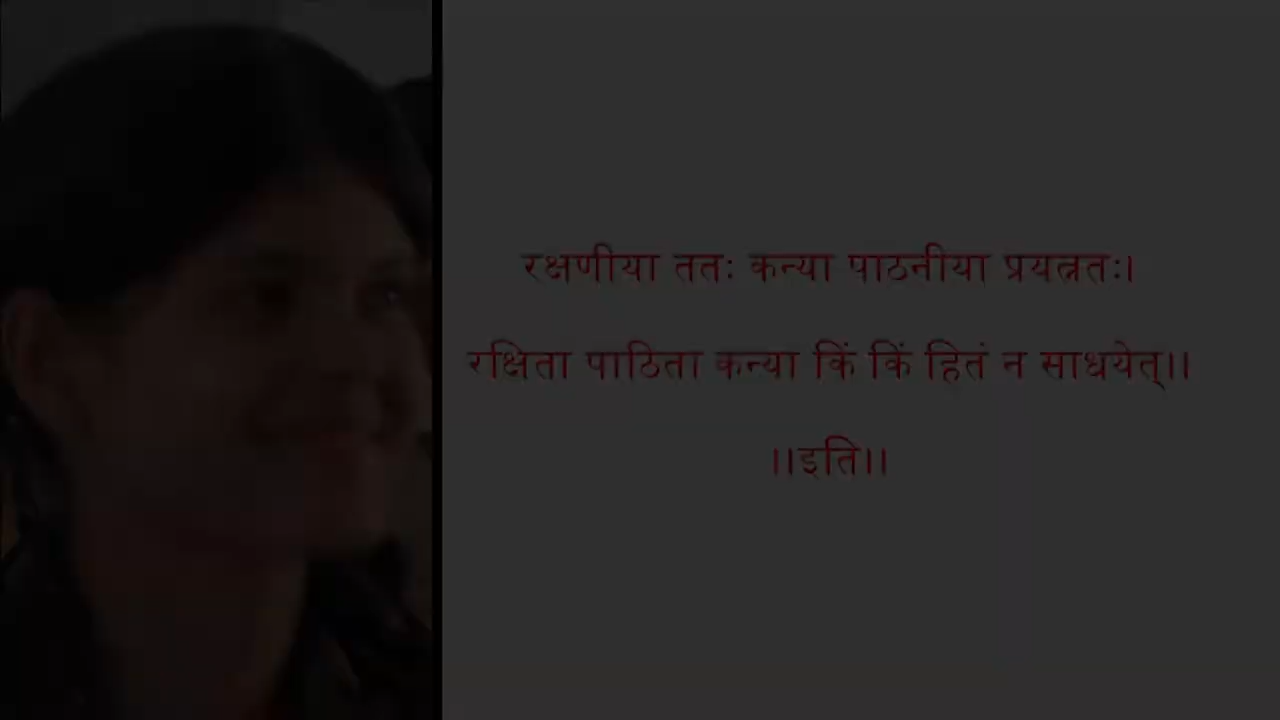 रक्षणीया ततः कन्या पाठनीया प्रयत्नतः।
रक्षिता पाठिता कन्या किं किं हितं न साधयेत्।।
।।इति।।